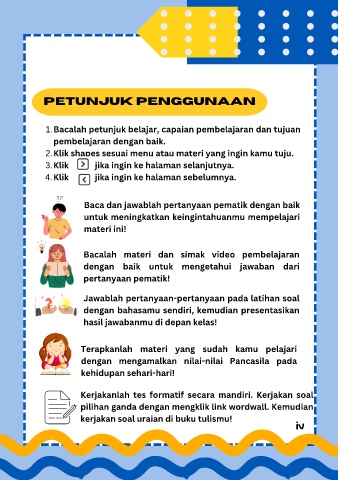 PETUNJUK PENGGUNAAN
1. Bacalah petunjuk belajar, capaian pembelajaran dan tujuan
pembelajaran dengan baik.
2. Klik shapes sesuai menu atau materi yang ingin kamu tuju.
3. Klik > jika ingin ke halaman selanjutnya.
4. Klik < jika ingin ke halaman sebelumnya.
??
Baca dan jawablah pertanyaan pematik dengan baik
untuk meningkatkan keingintahuanmu mempelajari
materi ini!
Bacalah materi dan simak video pembelajaran
dengan baik untuk mengetahui jawaban dari
pertanyaan pematik!
Jawablah pertanyaan-pertanyaan pada latihan soal
dengan bahasamu sendiri, kemudian presentasikan
hasil jawabanmu di depan kelas!
Terapkanlah materi yang sudah kamu pelajari
dengan mengamalkan nilai-nilai Pancasila pada
kehidupan sehari-hari!
Kerjakanlah tes formatif secara mandiri. Kerjakan soal
pilihan ganda dengan mengklik link wordwall. Kemudian
kerjakan soal uraian di buku tulismu!
iv